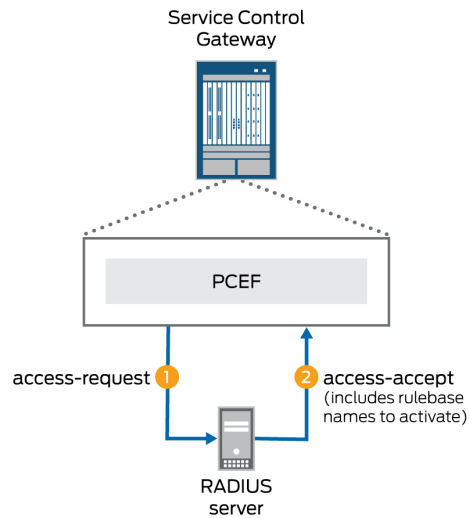 Service Control
Gateway
PCEF
access-request
1
2
access-accept
(includes rulebase
names to activate)
RADIUS
server